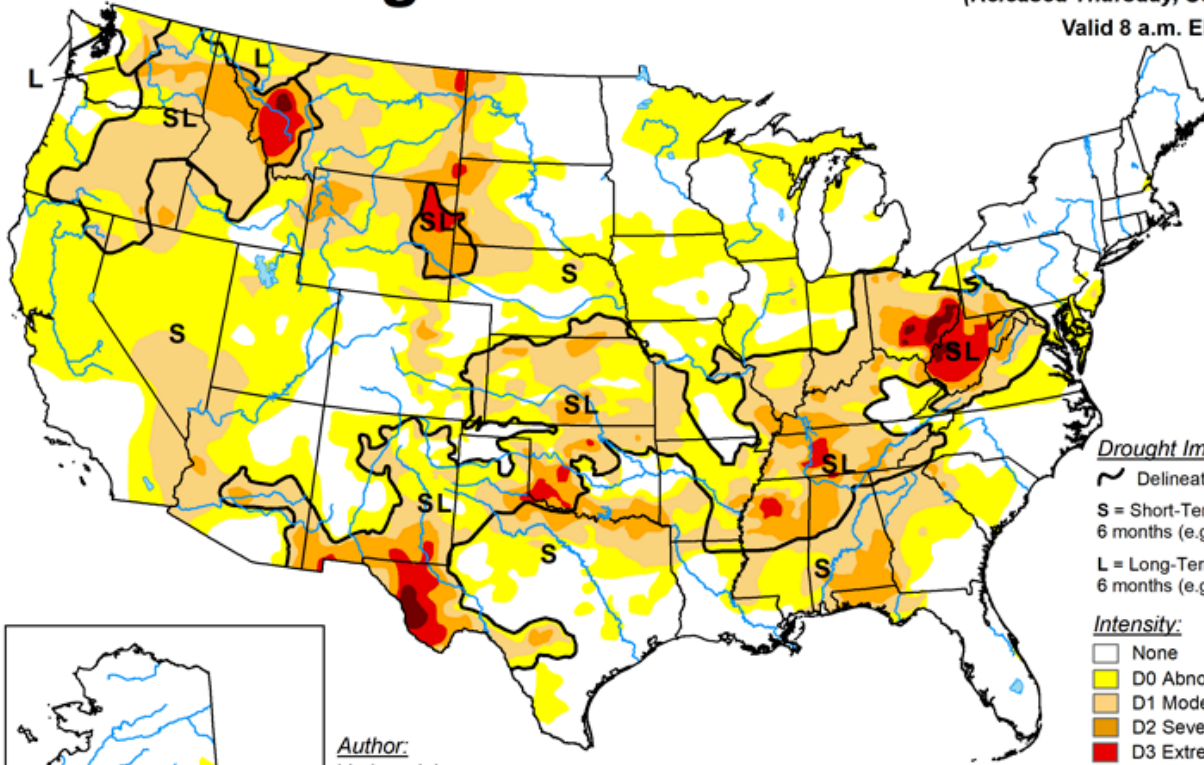 Valid 8 a.m. E
L
L
SL
SL
S
S
S
SL
SL
SL
SL
S
S
Drought Im
Delineat
S = Short-Ter
6 months (e.g
L = Long-Ter
6 months (e.g
Intensity:
None
D0 Abno
D1 Mode
D2 Seve
D3 Extre
Author: